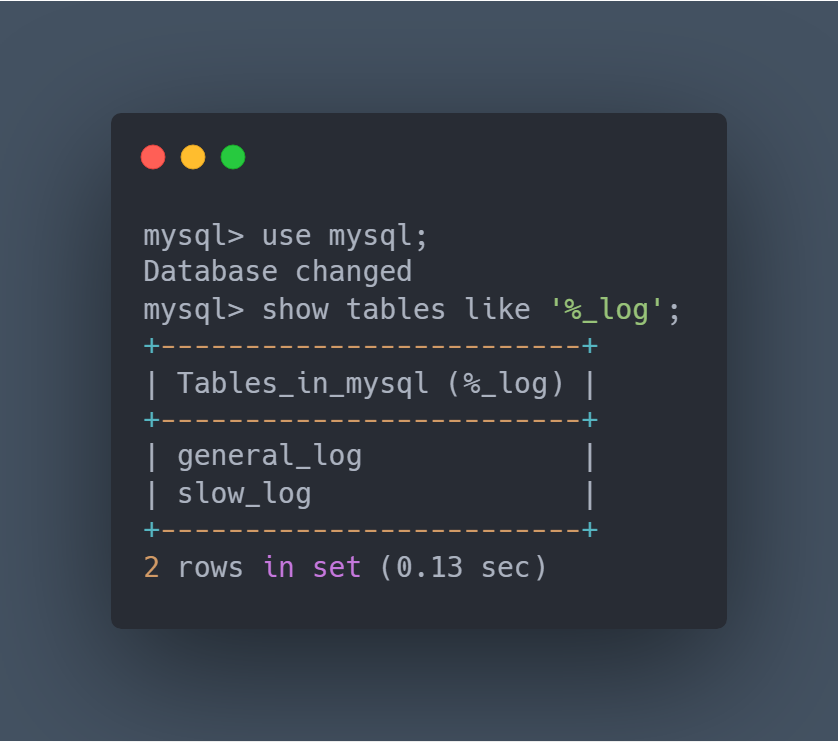 mysql> use mysql;
Database changed
mysql> show tables like '%_log';
+-------------------------+
| Tables_in_mysql (%_log) |
+-------------------------+
| general_log             |
| slow_log                |
+-------------------------+
2 rows in set (0.13 sec)